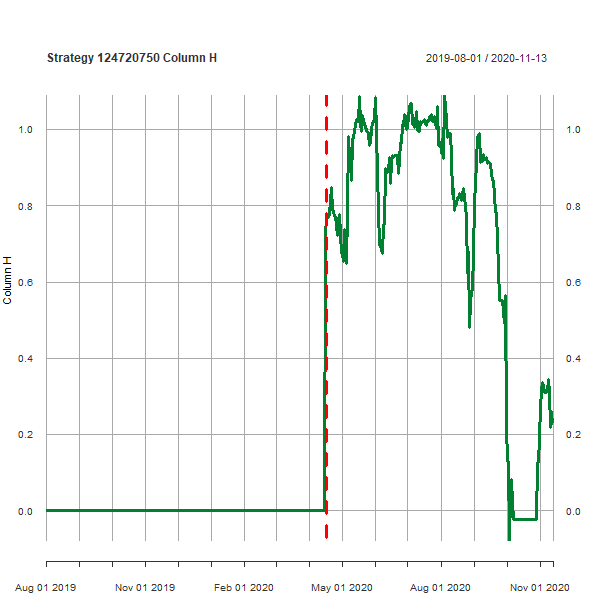 Strategy 124720750 Column H
2019-08-01 / 2020-11-13
1.0
0.8
0.6
0.4
0.2
0.0
Column H
1.0
0.8
0.6
0.4
0.2
0.0
Aug 01 2019
Nov 01 2019
Feb 01 2020
May 01 2020
Aug 01 2020
Nov 01 2020